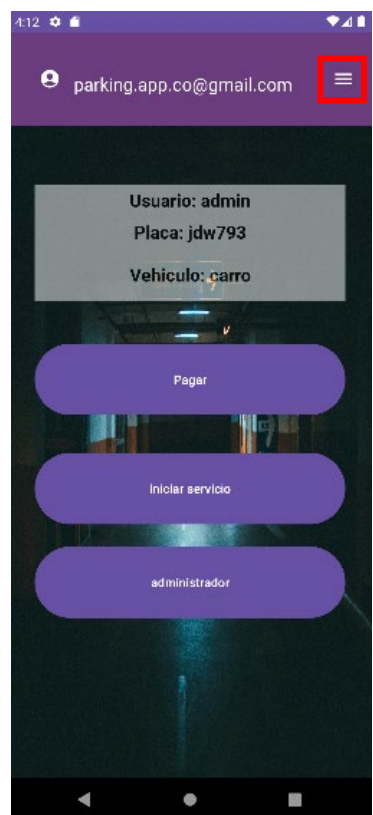 4:12
parking.app.co@gmail.com
Usuario: admin
Placa: jdw793
Vehiculo: carro
Pagar
Iniciar servicio
administrador